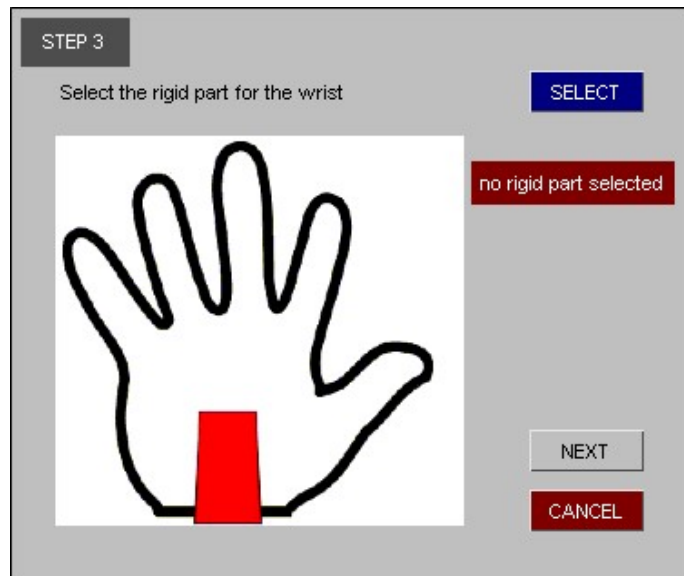 STEP 3
Select the rigid part for the wrist
SELECT
no rigid part selected
NEXT
CANCEL